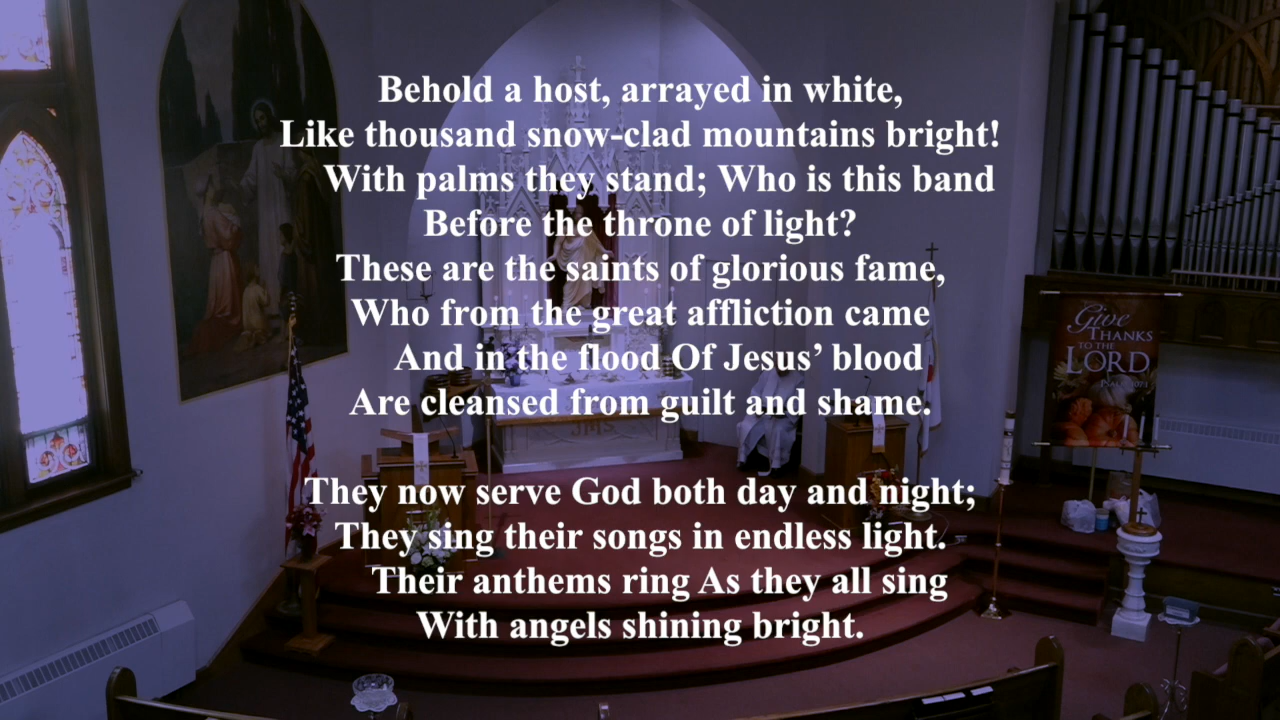 Behold a host, arrayed in white,
Like thousand snow-clad mountains bright!
With palms they stand; Who is this band
Before the throne of light?
These are the saints of glorious fame,
Who from the great affliction came
And in the flood Of Jesus’ blood
Are cleansed from guilt and shame.
They now serve God both day and night;
They sing their songs in endless light.
Their anthems ring As they all sing
With angels shining bright.
Give
THANKS
TO THE
LORD